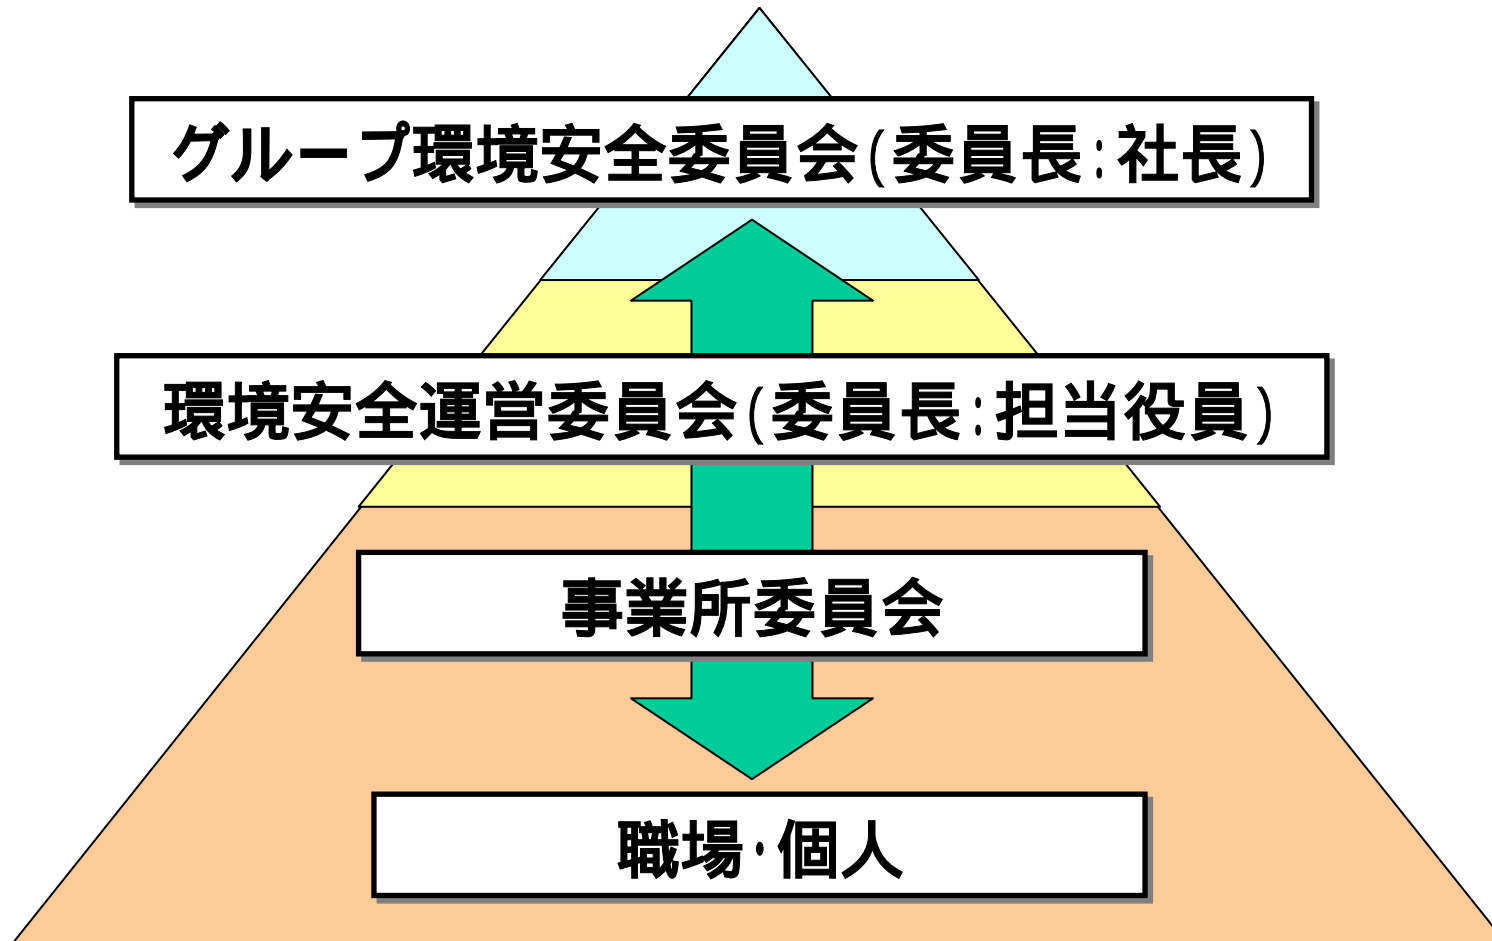 グループ環境安全委員会(委員長:社長)
環境安全運営委員会(委員長:担当役員)
事業所委員会
職場・個人